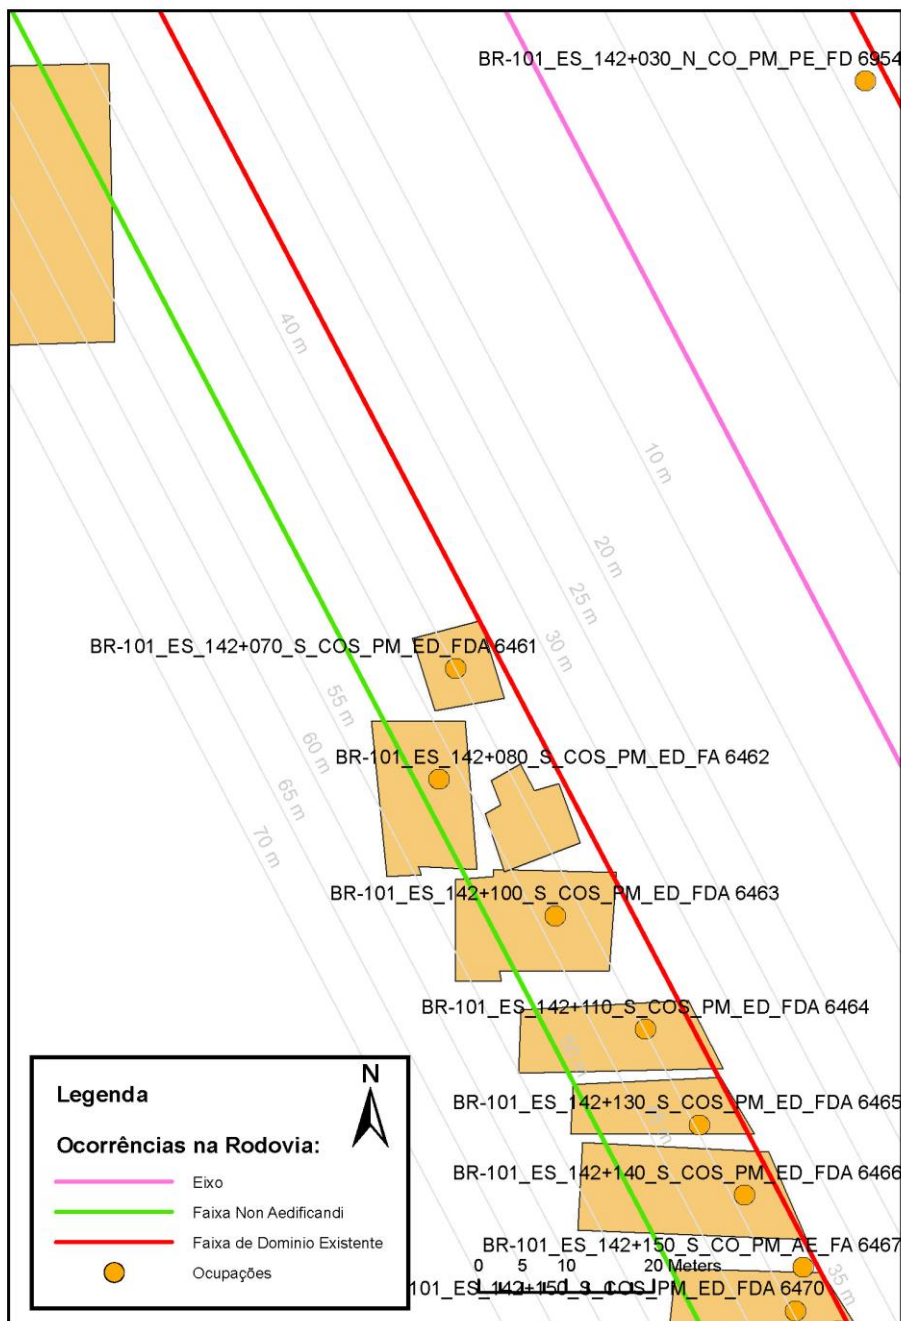 BR-101_ES_142+030_N_CO_PM_PE_FD 6954
40 m
10 m
20 m
25 m
30 m
BR-101_ES_142+070_S_COS_PM_ED_FDA 6461
55 m
60 m
65 m
70 m
BR-101_ES_142+080_S_COS_PM_ED_FA 6462
BR-101_ES_142+100_S_COS_PM_ED_FDA 6463
BR-101_ES_142+110_S_COS_PM_ED_FDA 6464
BR-101_ES_142+130_S_COS_PM_ED_FDA 6465
BR-101_ES_142+140_S_COS_PM_ED_FDA 6466
BR-101_ES_142+150_S_CO_PM_AE_FA 6467
0 5 10 20 Meters
35 m
101_ES_142+150_S_COS_PM_ED_FDA 6470
Legenda
N
Ocorrências na Rodovia:
Eixo
Faixa Non Aedificandi
Faixa de Dominio Existente
Ocupações